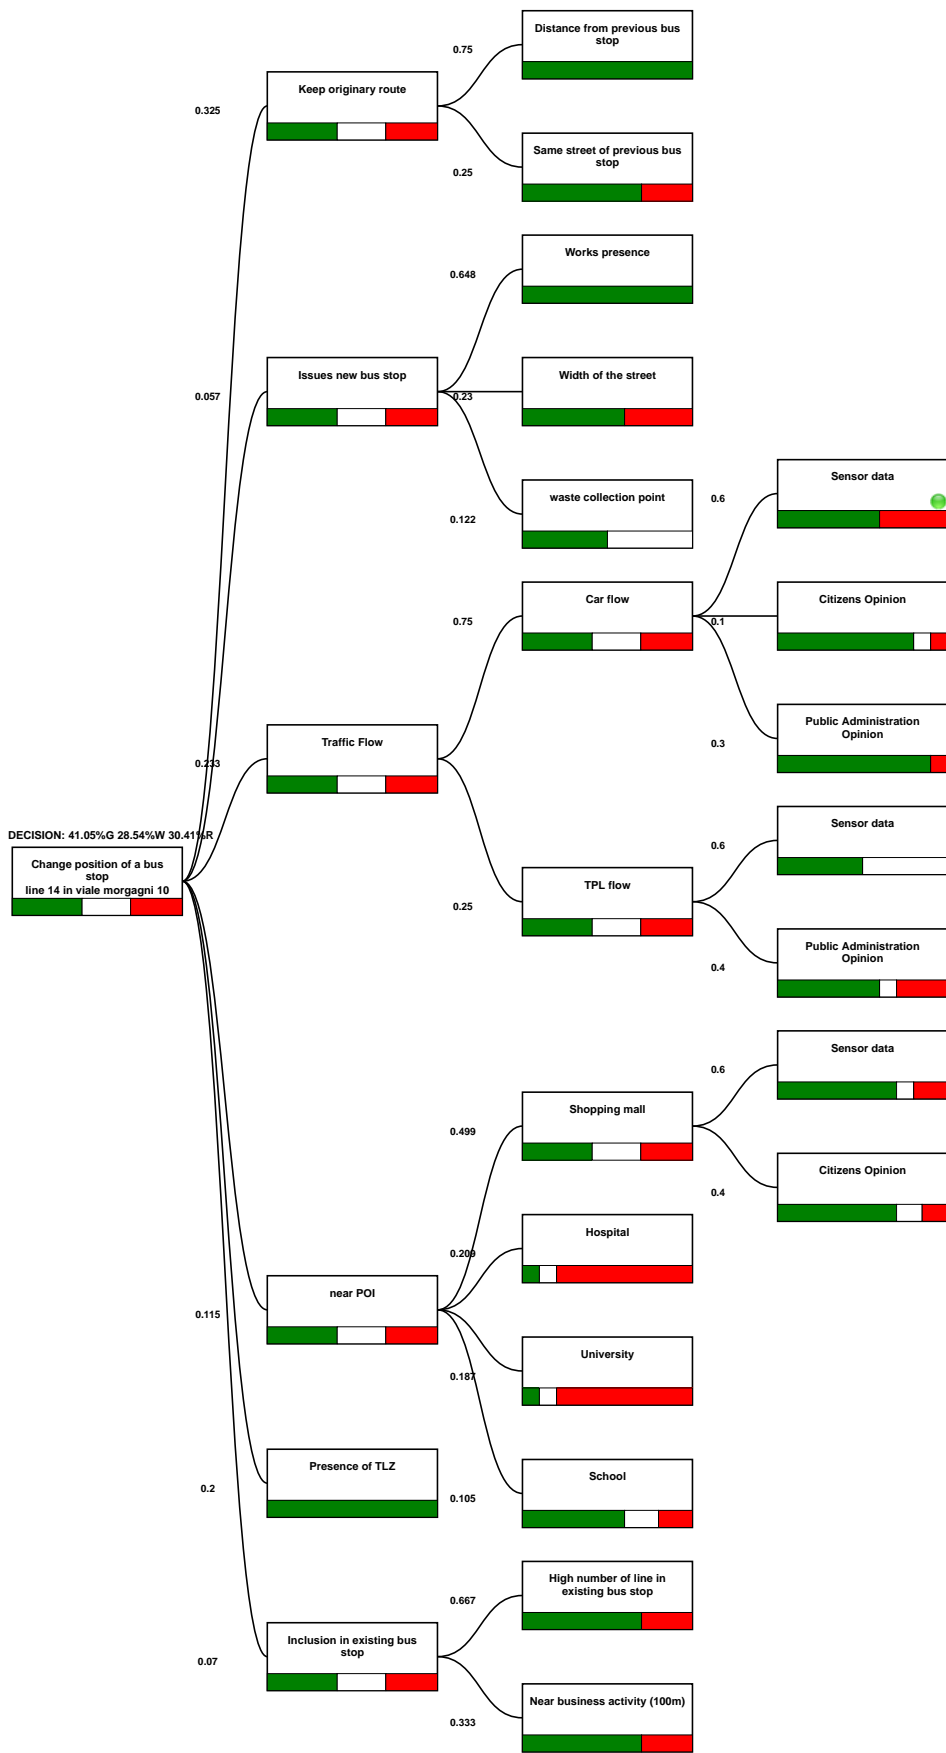 0.75
Distance from previous bus
stop
0.325
Keep originary route
0.25
Same street of previous bus
stop
0.648
Works presence
0.057
Issues new bus stop
0.23
Width of the street
0.122
waste collection point
0.6
Sensor data
0.75
Car flow
0.1
Citizens Opinion
0.3
Public Administration
Opinion
0.233
Traffic Flow
0.25
TPL flow
0.6
Sensor data
0.4
Public Administration
Opinion
DECISION: 41.05%G 28.54%W 30.41%R
Change position of a bus
stop
line 14 in viale morgagni 10
0.499
Shopping mall
0.6
Sensor data
0.4
Citizens Opinion
0.209
Hospital
0.115
near POI
0.187
University
0.105
School
0.2
Presence of TLZ
0.667
High number of line in
existing bus stop
0.07
Inclusion in existing bus
stop
0.333
Near business activity (100m)